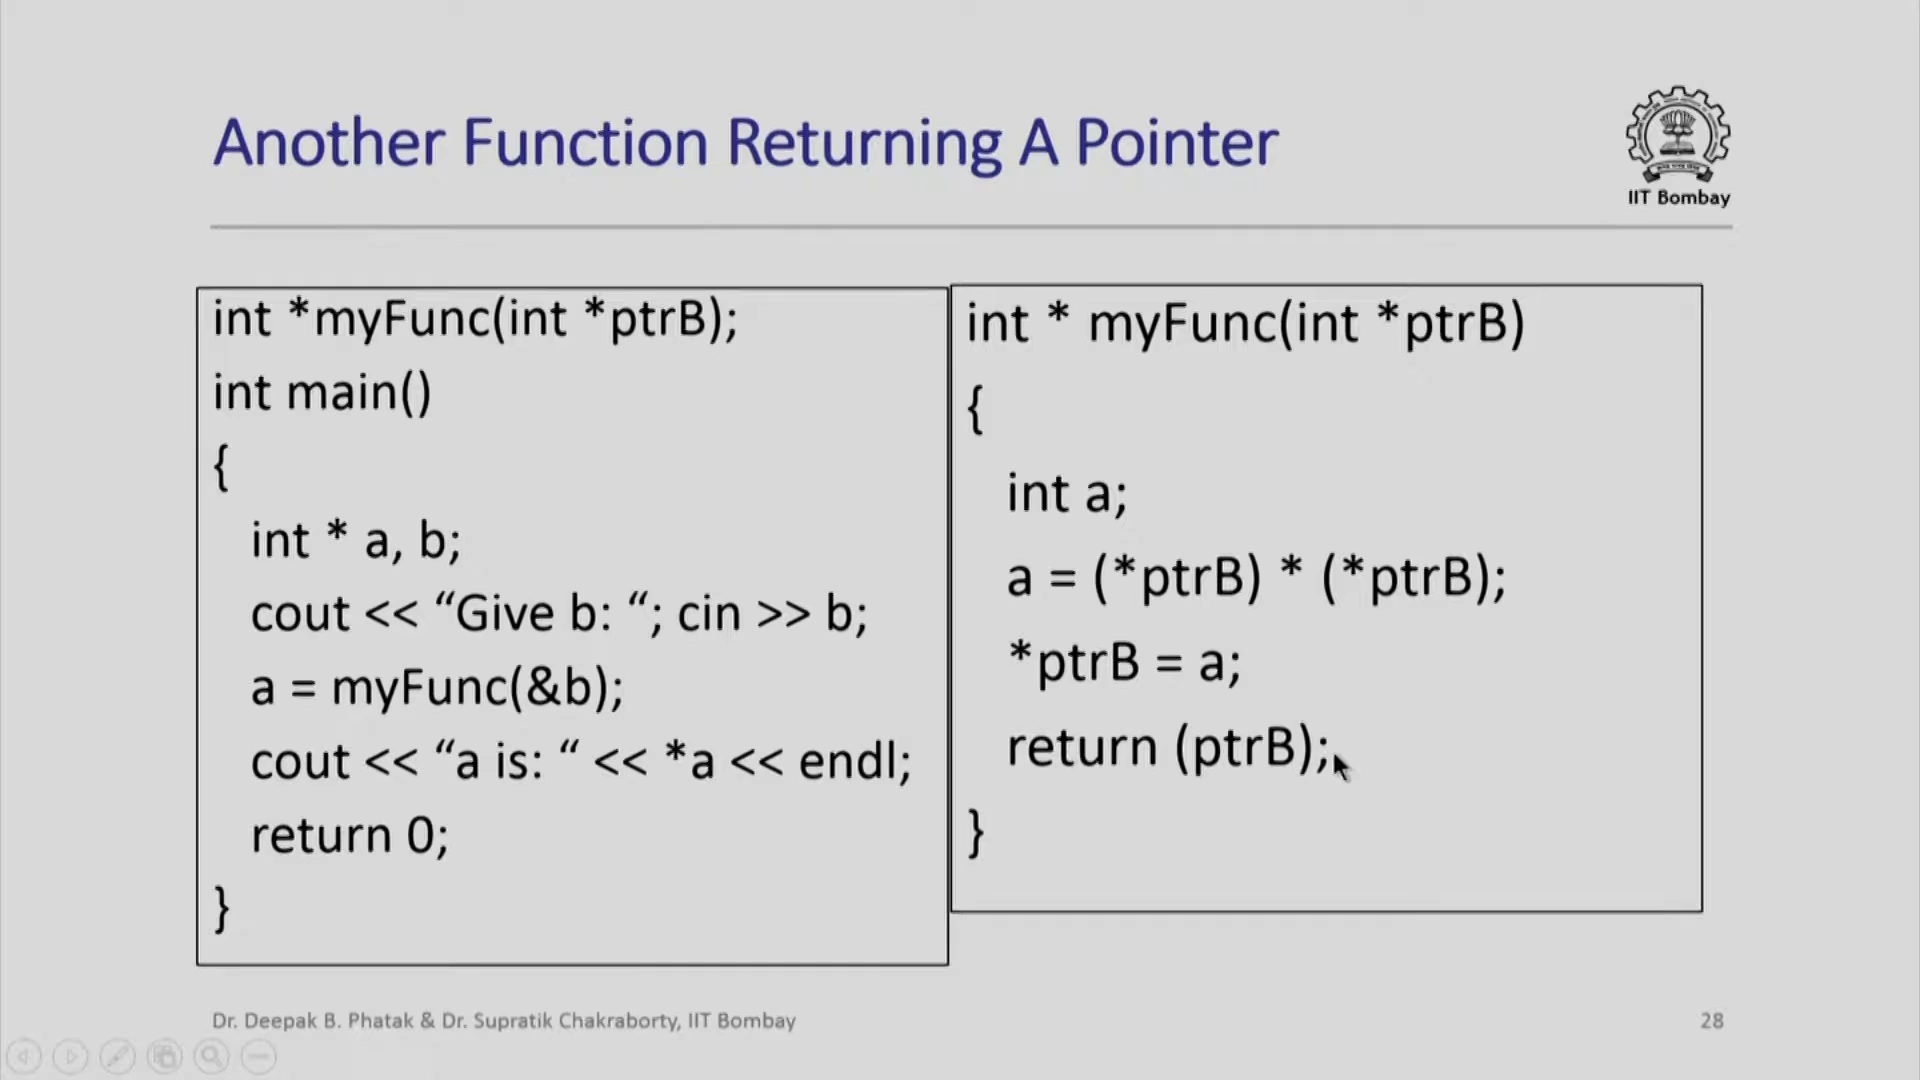 Another Function Returning A Pointer
IIT Bombay
int *myFunc(int *ptrB);
int main()
{
int * a, b;
cout << “Give b: “; cin >> b;
a = myFunc(&b);
cout << “a is: “ << *a << endl;
return 0;
}
int * myFunc(int *ptrB)
{
int a;
a = (*ptrB) * (*ptrB);
*ptrB = a;
return (ptrB);
}
Dr. Deepak B. Phatak & Dr. Supratik Chakraborty, IIT Bombay
28